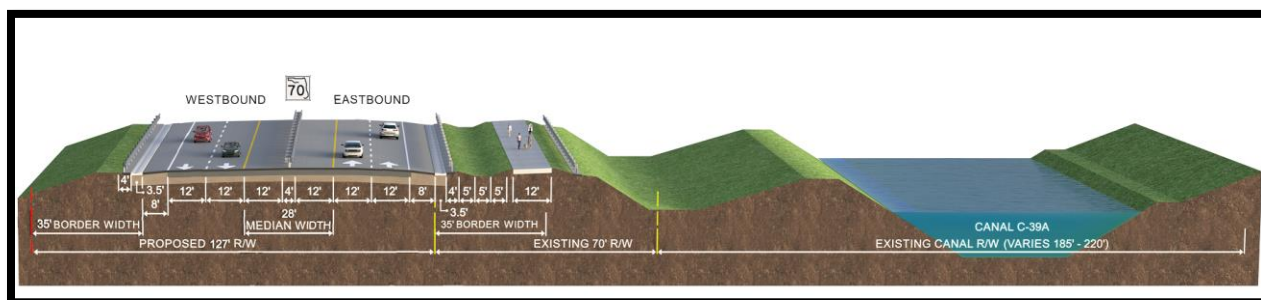 70
WESTBOUND EASTBOUND
4' 3.5' 12' 12' 12' 4' 12' 12' 12' 8' 4' 5' 5' 5' 12'
8' 3.5'
28'
35' BORDER WIDTH MEDIAN WIDTH 35' BORDER WIDTH
CANAL C-39A
PROPOSED 127' R/W EXISTING 70' R/W EXISTING CANAL R/W (VARIES 185' - 220')